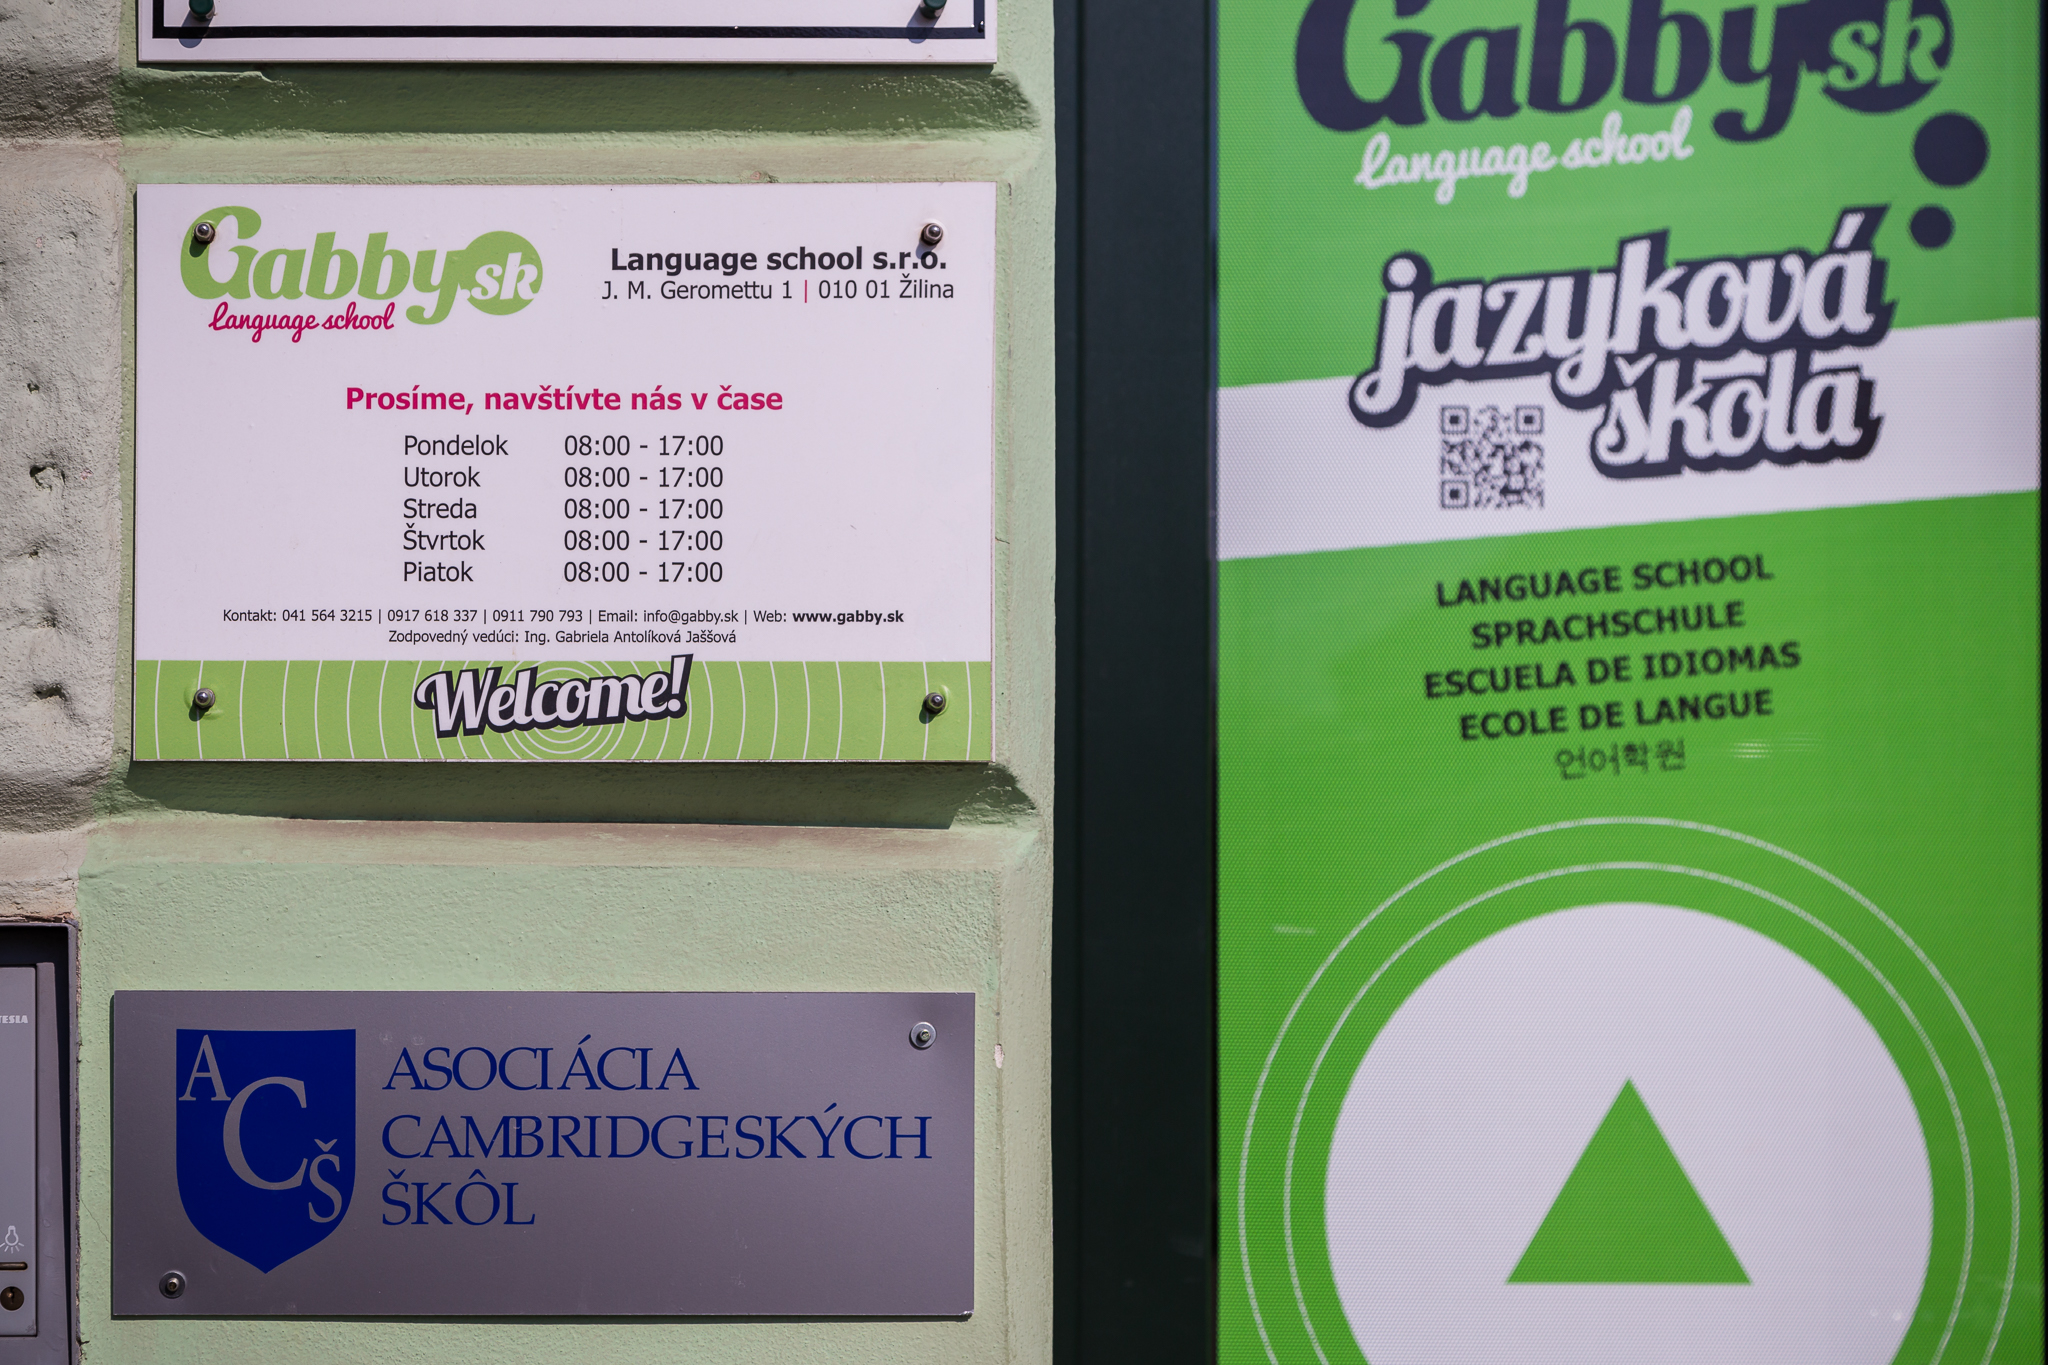 Gabby.sk
language school
Language school s.r.o.
J. M. Geromettu 1 | 010 01 Žilina
Prosíme, navštívte nás v čase
Pondelok 08:00 - 17:00
Utorok 08:00 - 17:00
Streda 08:00 - 17:00
Štvrtok 08:00 - 17:00
Piatok 08:00 - 17:00
Kontakt: 041 564 3215 | 0917 618 337 | 0911 790 793 | Email: info@gabby.sk | Web: www.gabby.sk
Zodpovedný vedúci: Ing. Gabriela Antolíková Jaššová
Welcome!
TESLA
A
C
Š
ASOCIÁCIA
CAMBRIDGESKÝCH
ŠKÔL
Gabby.sk
language school
jazyková
škola
LANGUAGE SCHOOL
SPRACHSCHULE
ESCUELA DE IDIOMAS
ECOLE DE LANGUE
언어학원